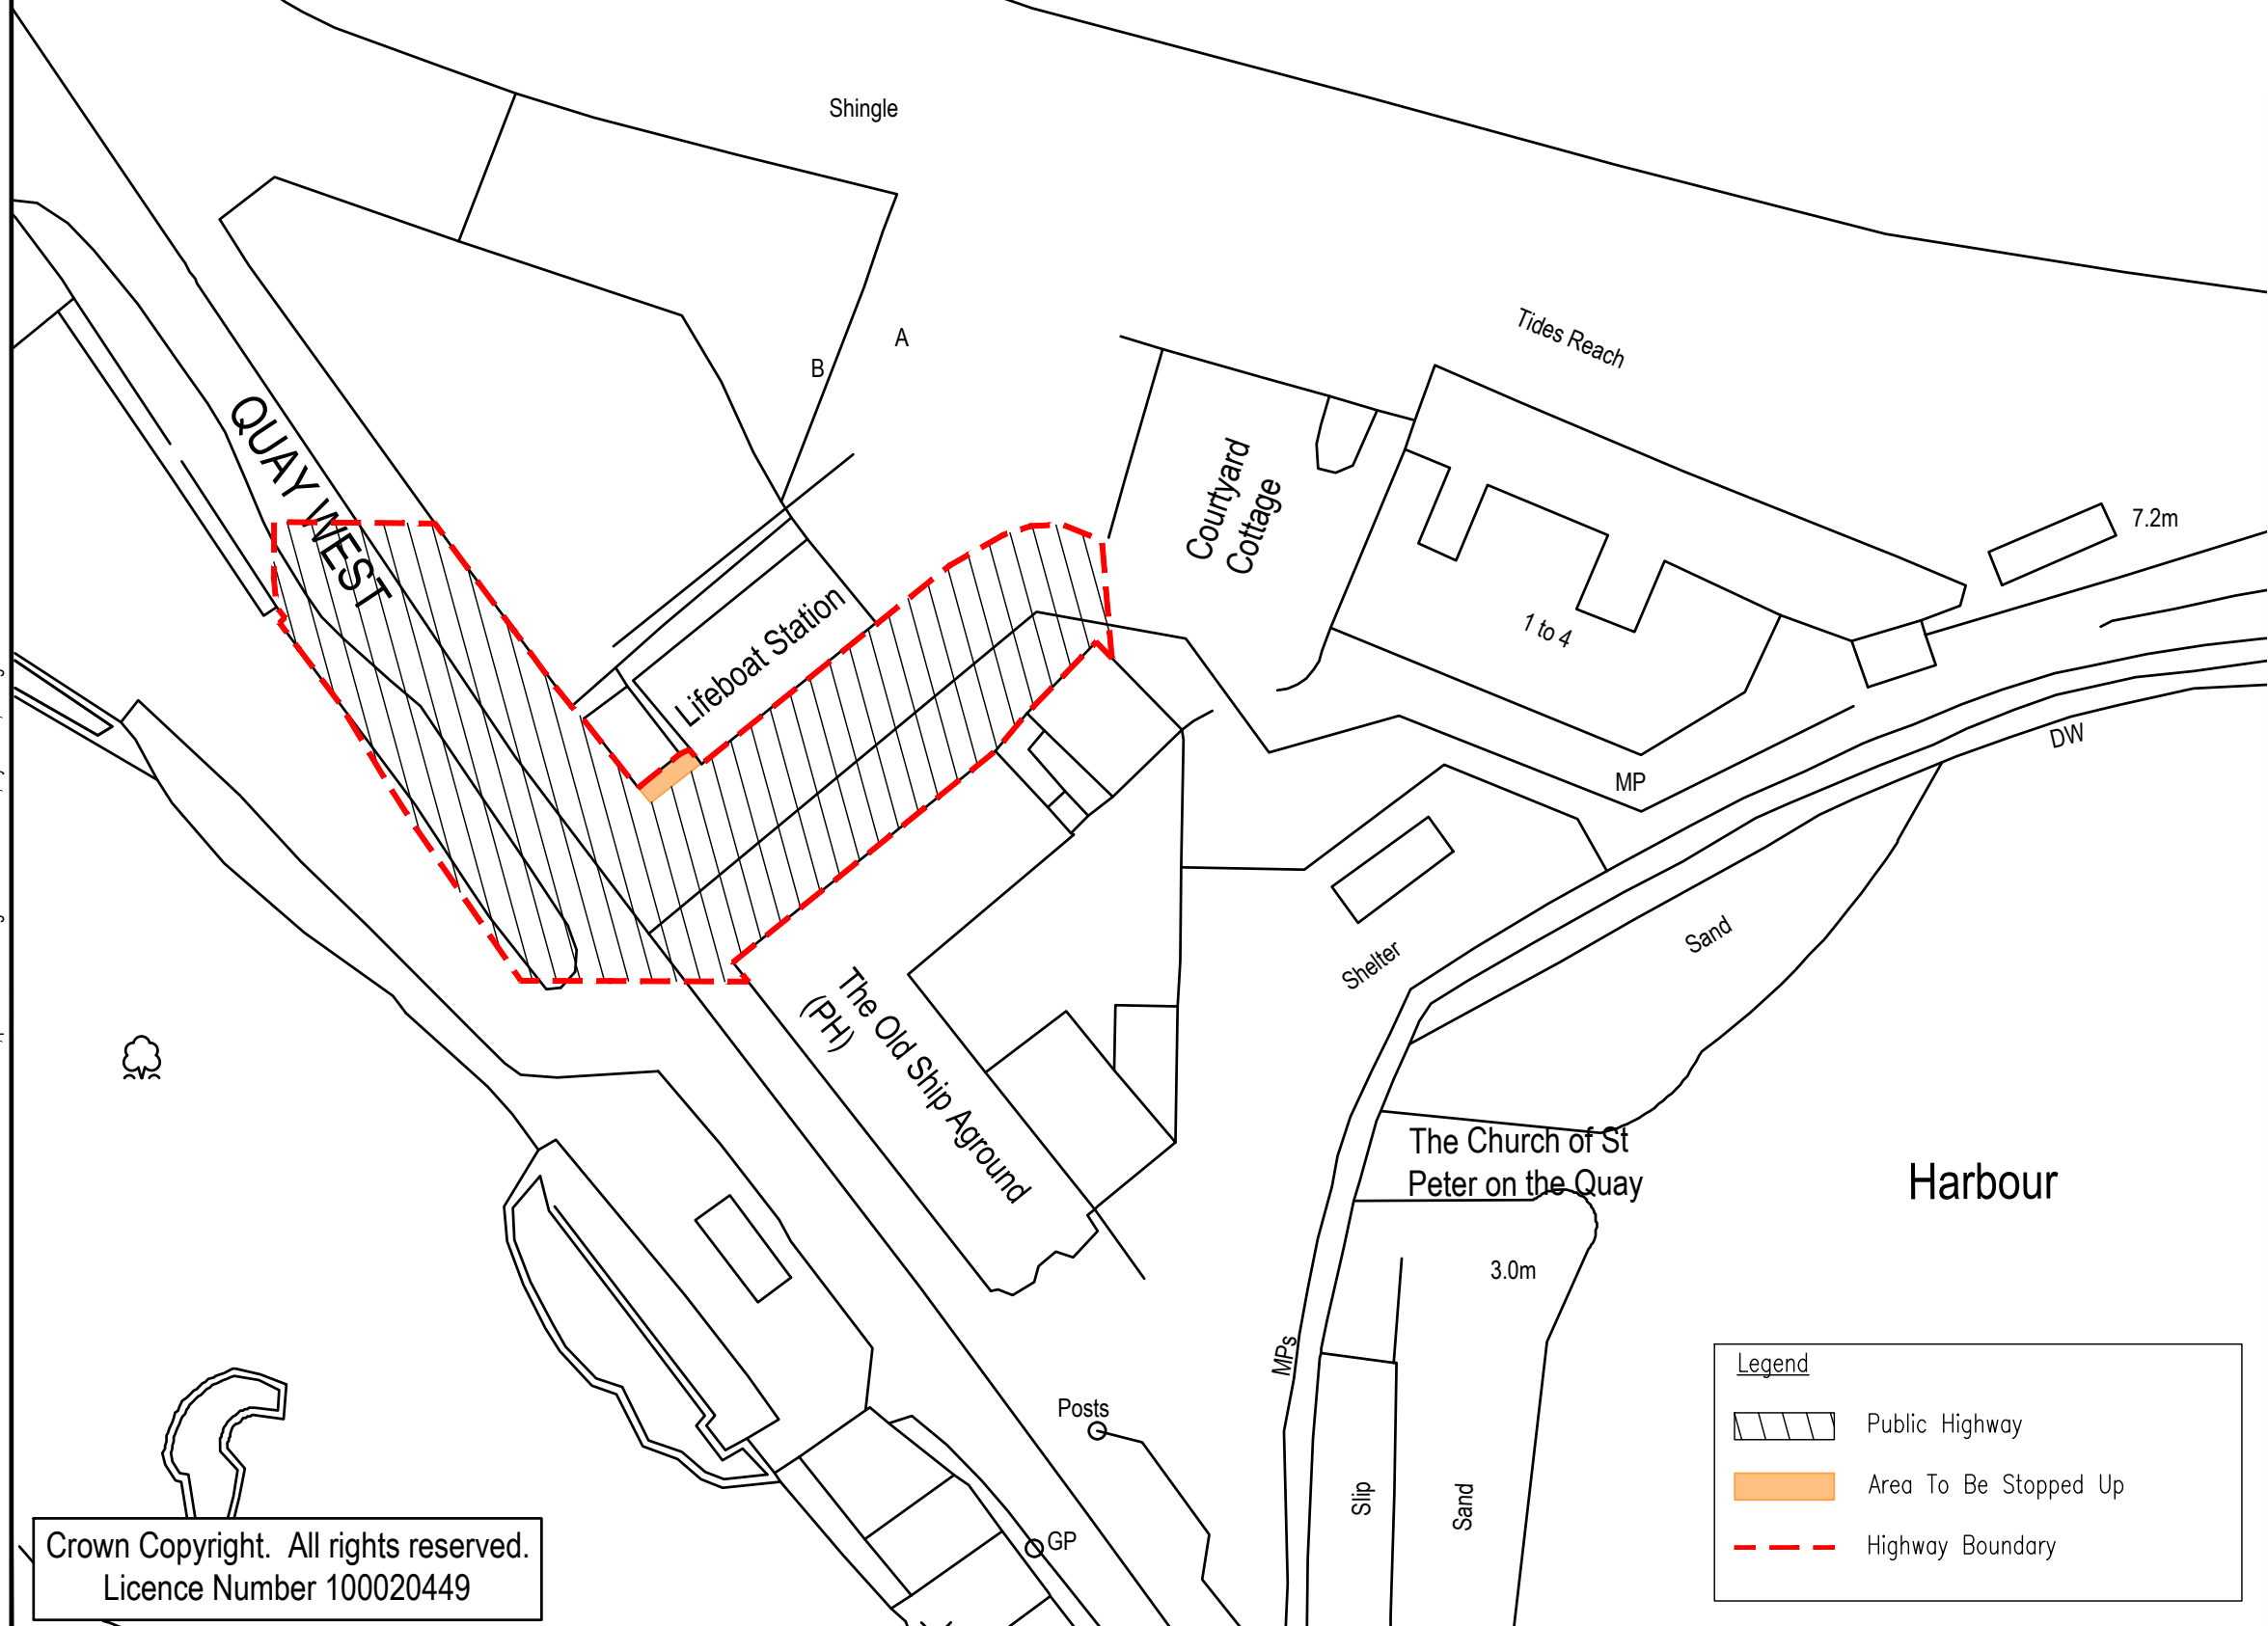 Shingle
A
B
Tides Reach
QUAY WEST
Courtyard
Cottage
7.2m
Lifeboat Station
1 to 4
DW
MP
Sand
Shelter
The Old Ship Aground
(PH)
The Church of St
Peter on the Quay
Harbour
3.0m
MPs
Posts
Slip
Sand
GP
Legend
Public Highway
Area To Be Stopped Up
Highway Boundary
Crown Copyright. All rights reserved.
Licence Number 100020449